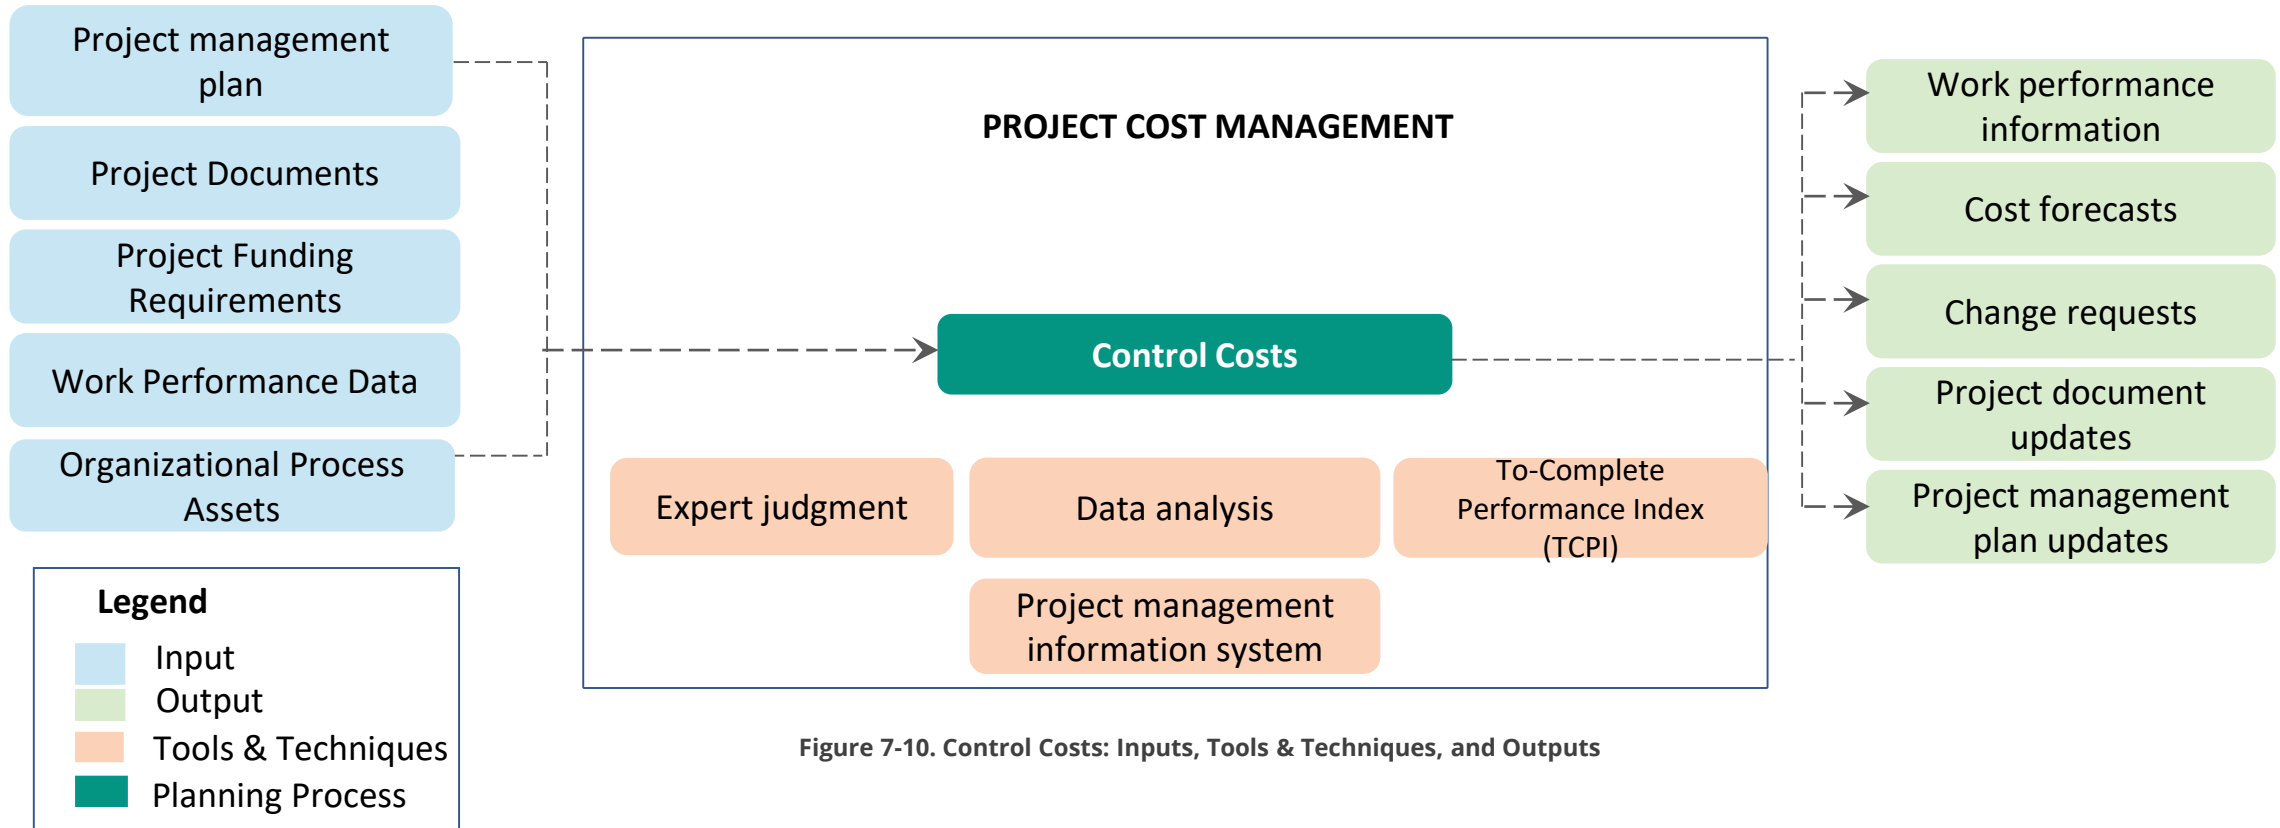 Project management
plan
Project Documents
Project Funding
Requirements
Work Performance Data
Organizational Process
Assets
Legend
Input
Output
Tools & Techniques
Planning Process
PROJECT COST MANAGEMENT
Control Costs
Expert judgment
Data analysis
To-Complete
Performance Index
(TCPI)
Project management
information system
Figure 7-10. Control Costs: Inputs, Tools & Techniques, and Outputs
Work performance
information
Cost forecasts
Change requests
Project document
updates
Project management
plan updates